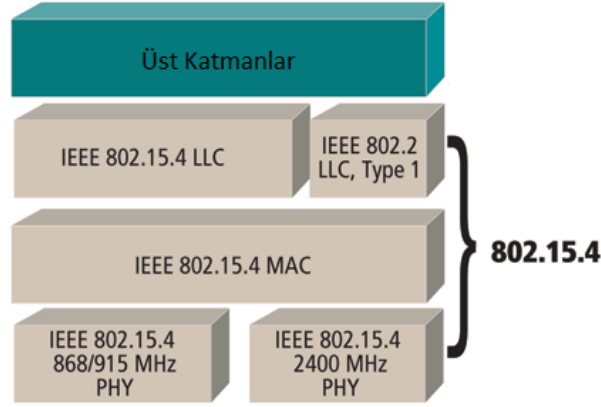 Üst Katmanlar
IEEE 802.15.4 LLC
IEEE 802.2
LLC, Type 1
802.15.4
IEEE 802.15.4 MAC
IEEE 802.15.4
868/915 MHz
PHY
IEEE 802.15.4
2400 MHz
PHY